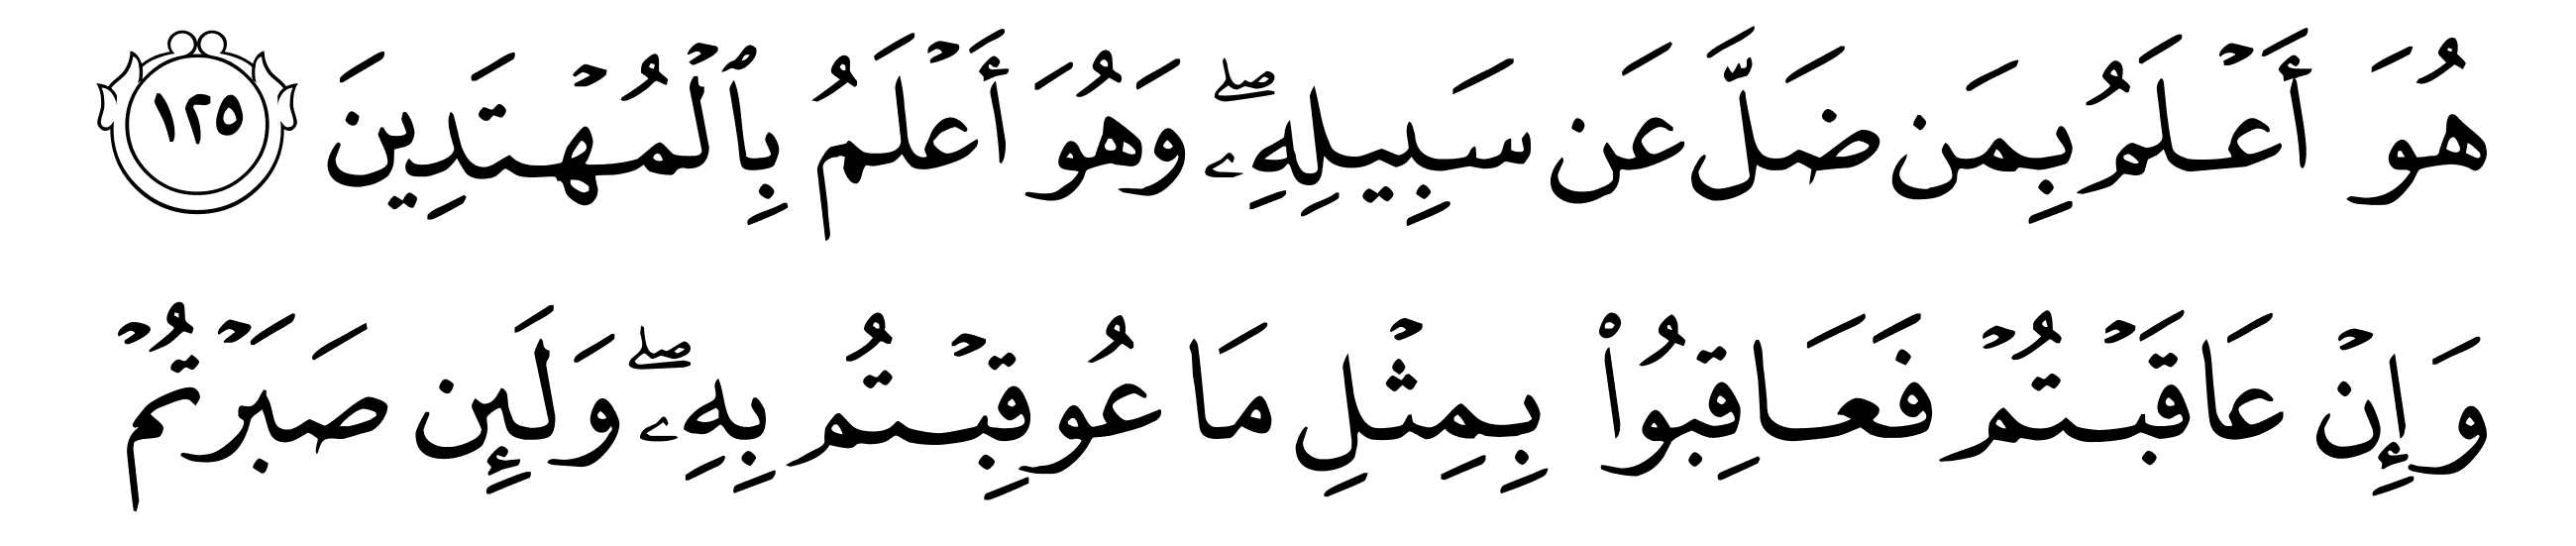 هُوَ أَعۡلَمُ بِمَن ضَلَّ عَن سَبِيلِهِۦۖ وَهُوَ أَعۡلَمُ بِٱلۡمُهۡتَدِينَ ١٢٥
وَإِنۡ عَاقَبۡتُمۡ فَعَاقِبُواْ بِمِثۡلِ مَا عُوقِبۡتُم بِهِۦۖ وَلَئِن صَبَرۡتُمۡ